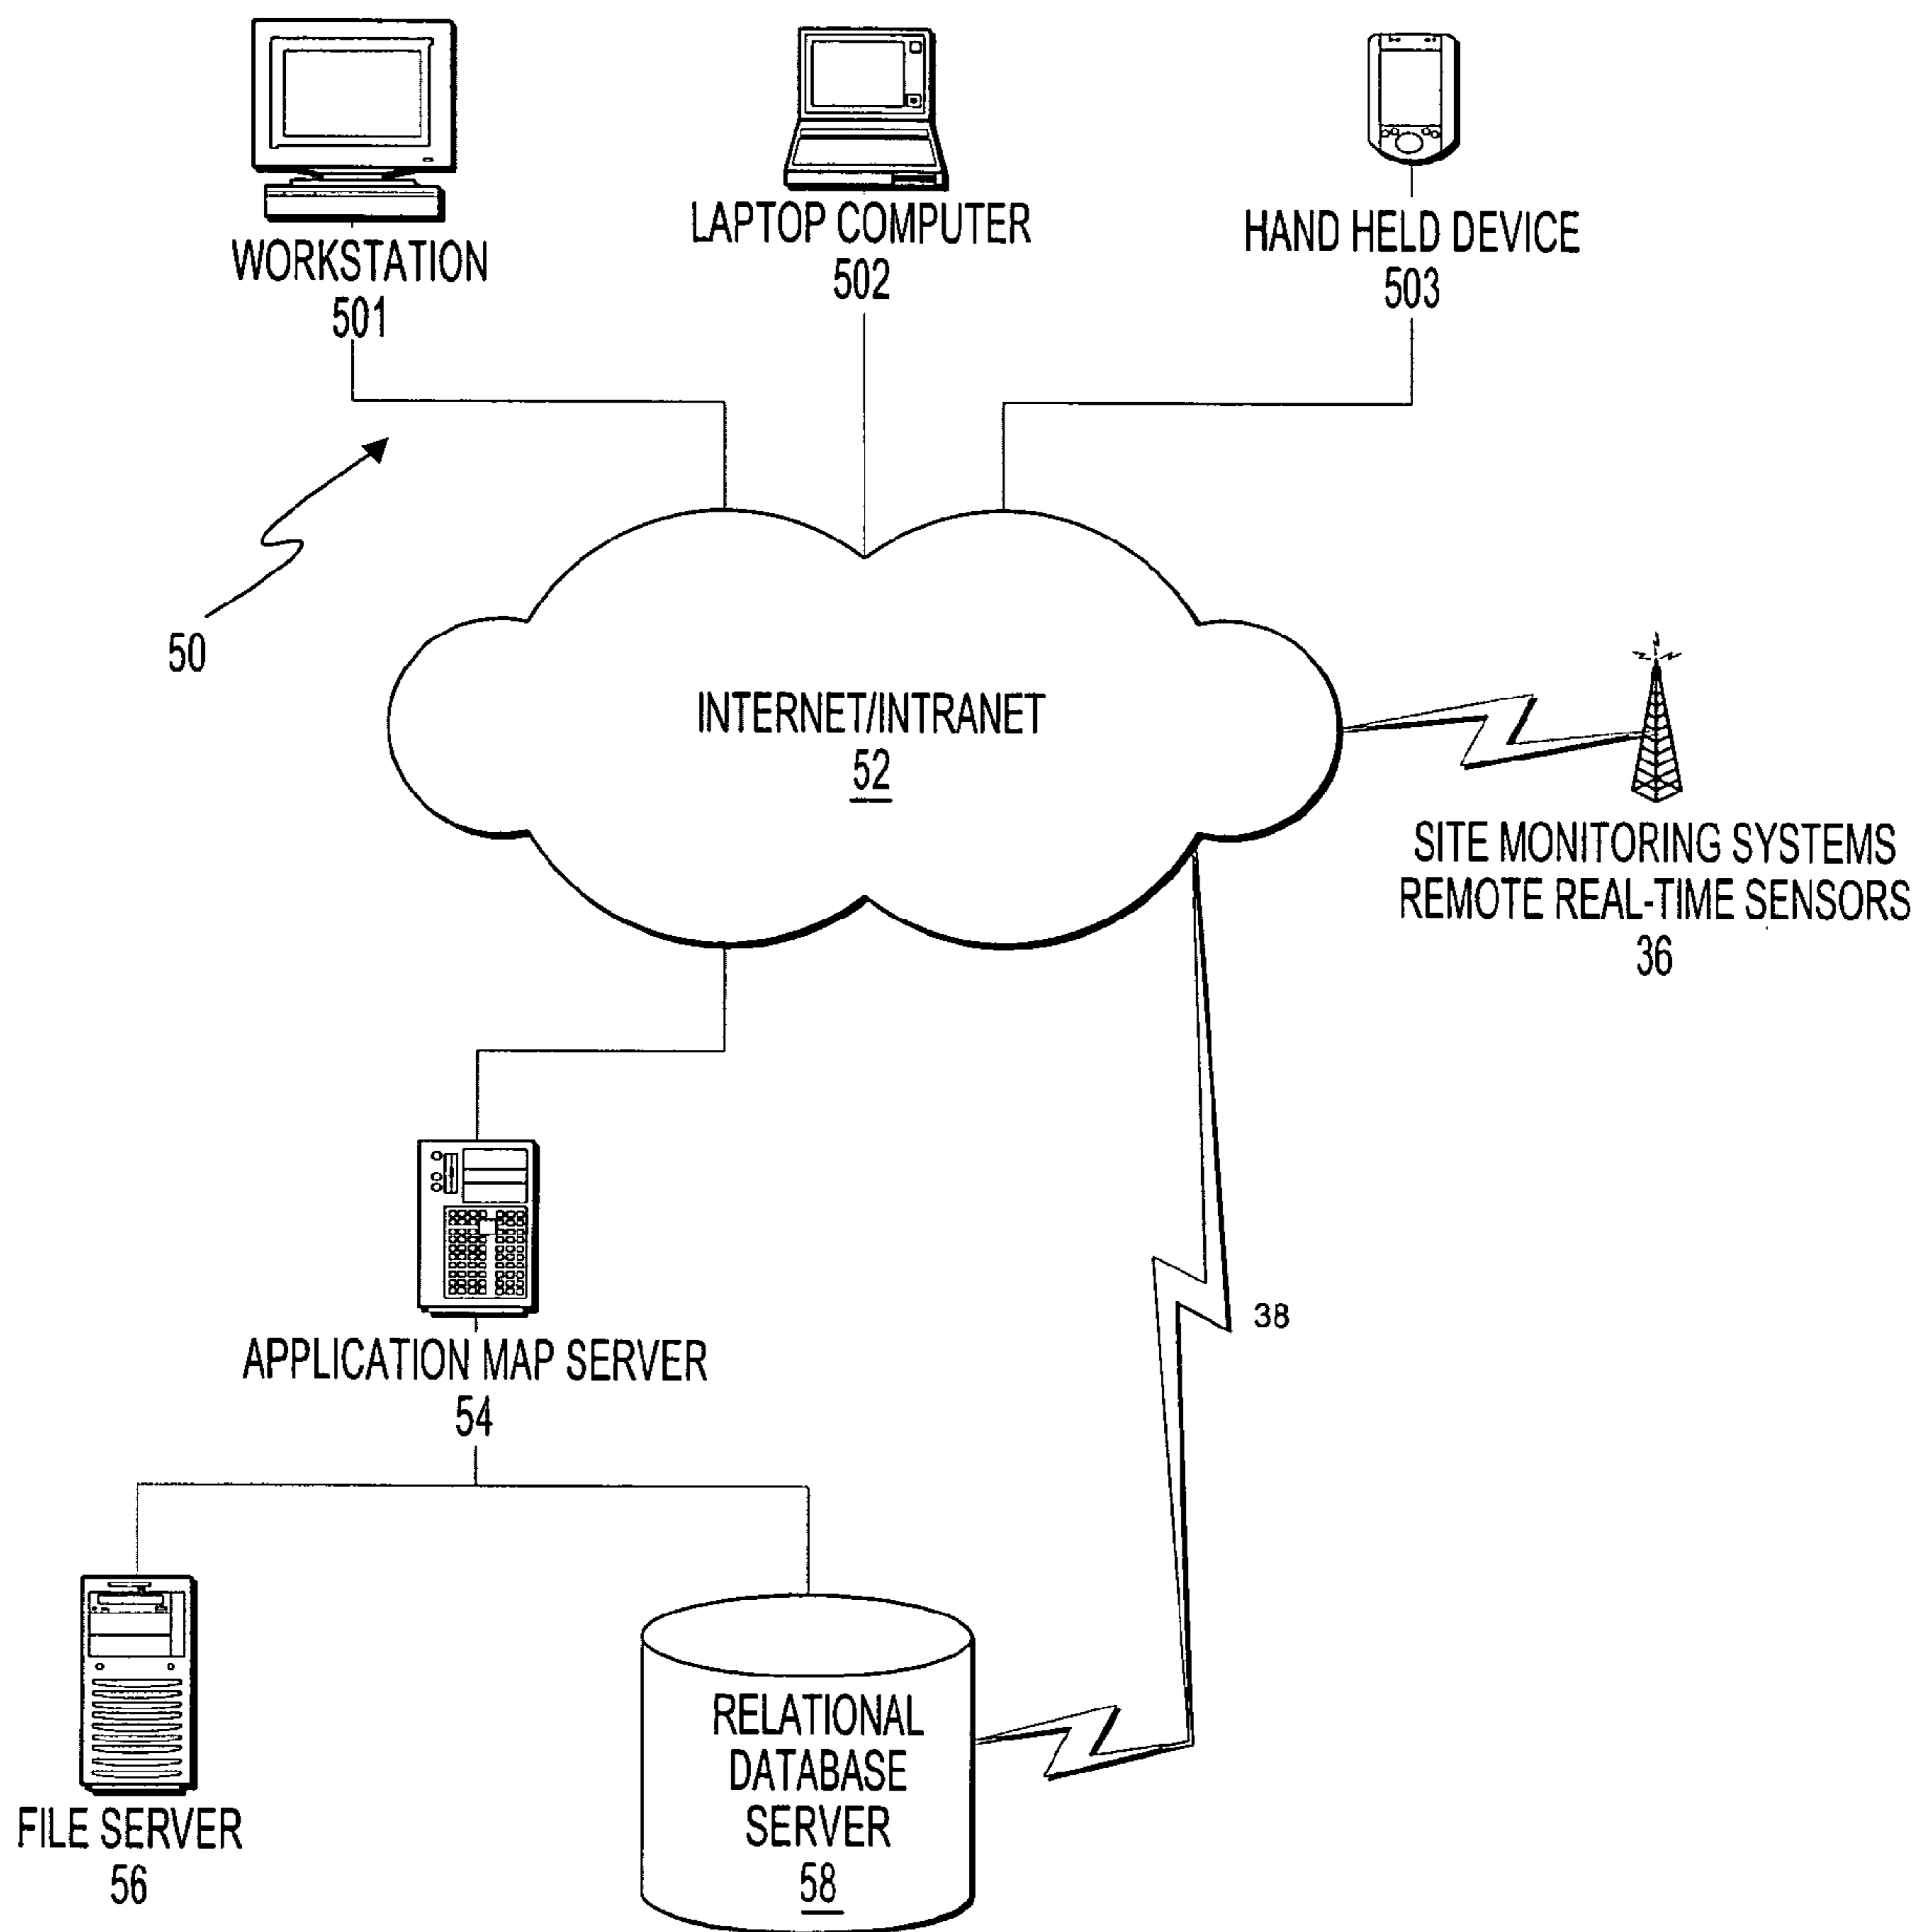 WORKSTATION
501
LAPTOP COMPUTER
502
HAND HELD DEVICE
503
50
INTERNET/INTRANET
52
SITE MONITORING SYSTEMS
REMOTE REAL-TIME SENSORS
36
38
APPLICATION MAP SERVER
54
FILE SERVER
56
RELATIONAL
DATABASE
SERVER
58